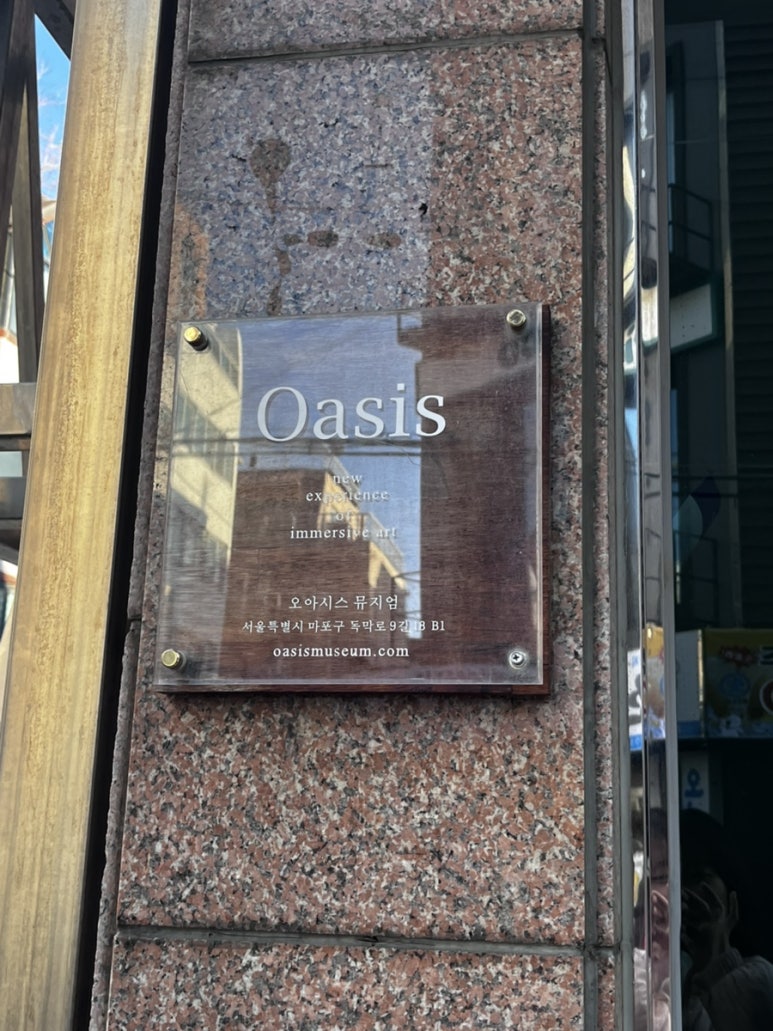 Oasis
new
experience
of
immersive art
오아시스 뮤지엄
서울특별시 마포구 독막로 9길 18 B1
oasismuseum.com